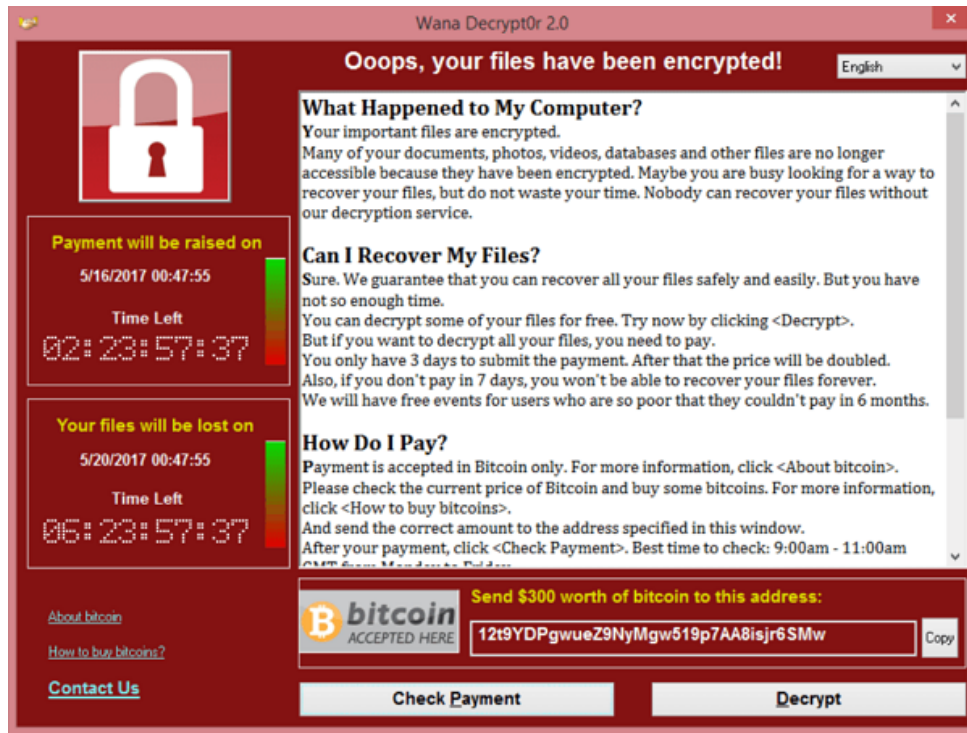 Wana Decrypt0r 2.0
Ooops, your files have been encrypted!
English
What Happened to My Computer?
Your important files are encrypted.
Many of your documents, photos, videos, databases and other files are no longer
accessible because they have been encrypted. Maybe you are busy looking for a way to
recover your files, but do not waste your time. Nobody can recover your files without
our decryption service.
Can I Recover My Files?
Sure. We guarantee that you can recover all your files safely and easily. But you have
not so enough time.
You can decrypt some of your files for free. Try now by clicking <Decrypt>.
But if you want to decrypt all your files, you need to pay.
You only have 3 days to submit the payment. After that the price will be doubled.
Also, if you don't pay in 7 days, you won't be able to recover your files forever.
We will have free events for users who are so poor that they couldn't pay in 6 months.
How Do I Pay?
Payment is accepted in Bitcoin only. For more information, click <About bitcoin>.
Please check the current price of Bitcoin and buy some bitcoins. For more information,
click <How to buy bitcoins>.
And send the correct amount to the address specified in this window.
After your payment, click <Check Payment>. Best time to check: 9:00am - 11:00am
GMT from Monday to Friday
Payment will be raised on
5/16/2017 00:47:55
Time Left
02:23:57:37
Your files will be lost on
5/20/2017 00:47:55
Time Left
06:23:57:37
About bitcoin
How to buy bitcoins?
Contact Us
bitcoin
ACCEPTED HERE
Send $300 worth of bitcoin to this address:
12t9YDPgwueZ9NyMgw519p7AA8isjr6SMw
Copy
Check Payment
Decrypt